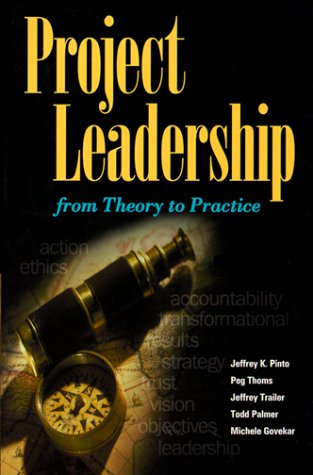 Project
Leadership
from Theory to Practice
action
ethics
accountability
transformational
results
strategy
trust
vision
objectives
leadership
Jeffrey K. Pinto
Peg Thoms
Jeffrey Trailer
Todd Palmer
Michele Govekar